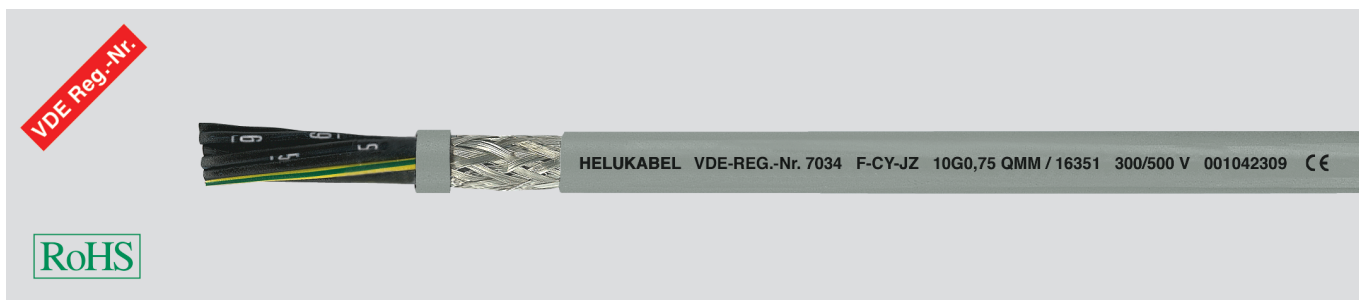 VDE Reg.-Nr.
HELUKABEL VDE-REG.-Nr. 7034 F-CY-JZ 10G0,75 QMM / 16351 300/500 V 001042309 CE
RoHS